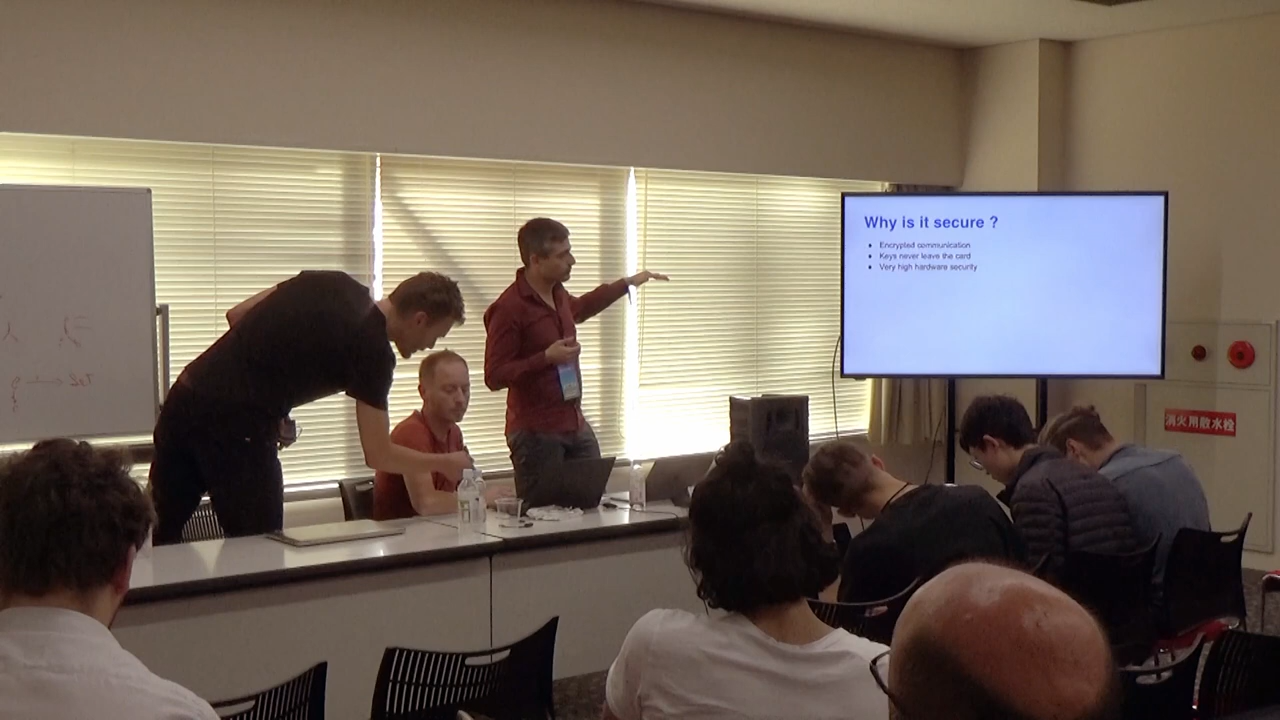 Why is it secure ?
● Encrypted communication
● Keys never leave the card
● Very high hardware security
消火用散水栓